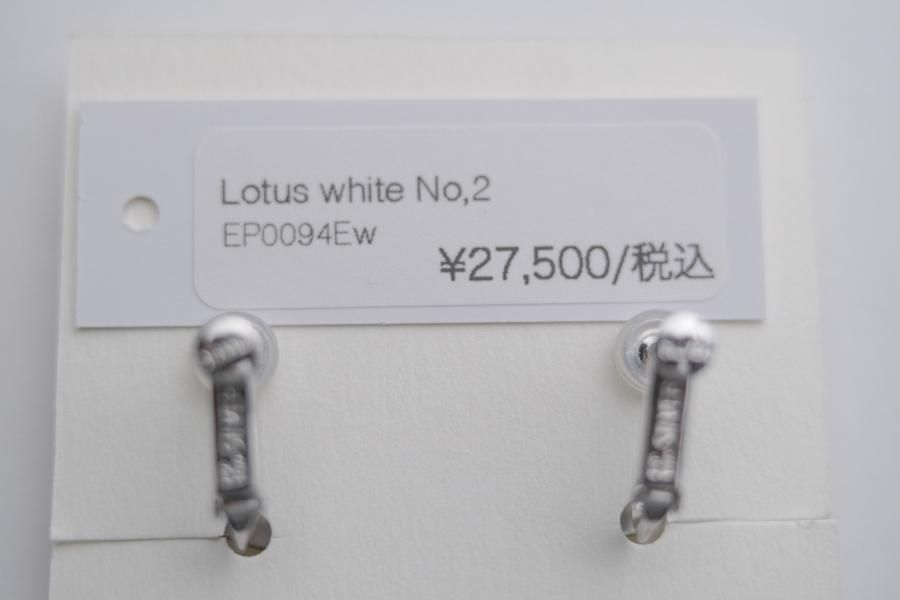 Lotus white No,2
EP0094Ew
¥27,500/税込